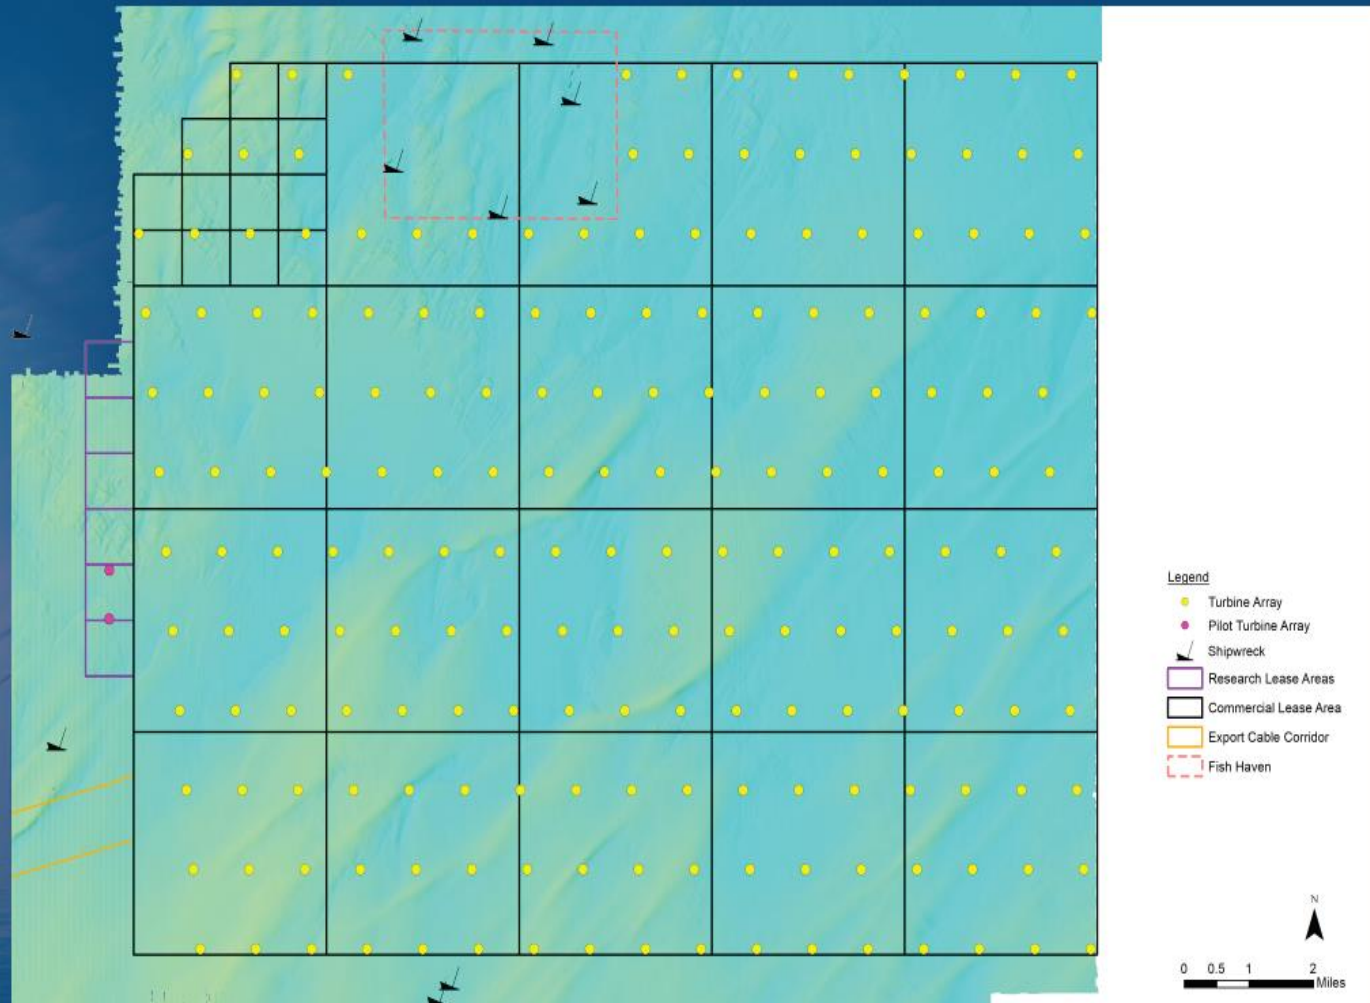 Legend
Turbine Array
Pilot Turbine Array
Shipwreck
Research Lease Areas
Commercial Lease Area
Export Cable Corridor
Fish Haven
N
0 0.5 1 2
Miles